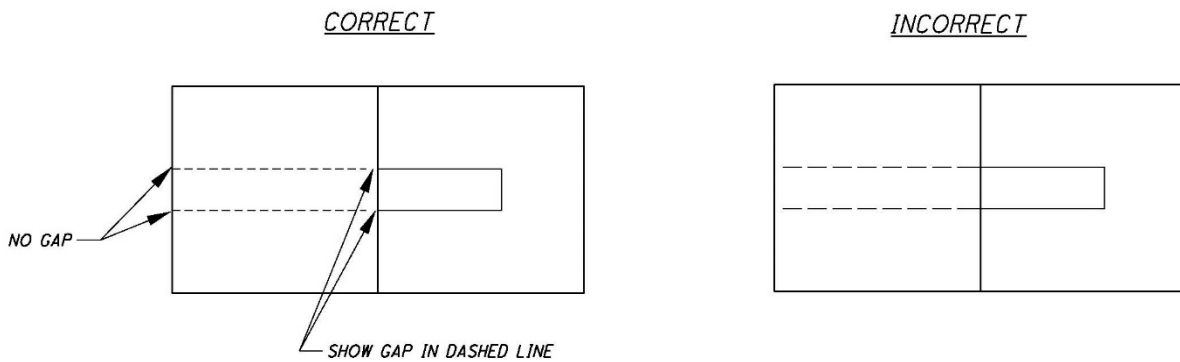 CORRECT
INCORRECT
NO GAP
SHOW GAP IN DASHED LINE